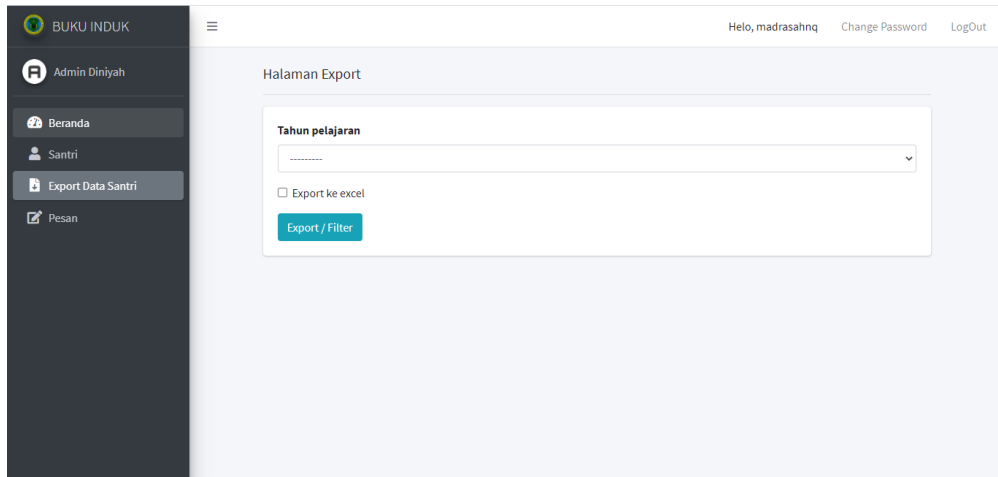 BUKU INDUK
Helo, madrasahnq Change Password LogOut
Admin Diniyah
Beranda
Santri
Export Data Santri
Pesan
Halaman Export
Tahun pelajaran
---------
Export ke excel
Export / Filter